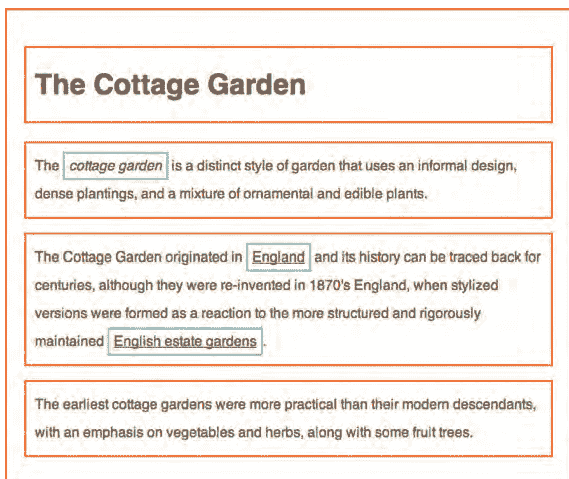 The Cottage Garden
The cottage garden is a distinct style of garden that uses an informal design,
dense plantings, and a mixture of ornamental and edible plants.
The Cottage Garden originated in England and its history can be traced back for
centuries, although they were re-invented in 1870's England, when stylized
versions were formed as a reaction to the more structured and rigorously
maintained English estate gardens.
The earliest cottage gardens were more practical than their modern descendants,
with an emphasis on vegetables and herbs, along with some fruit trees.